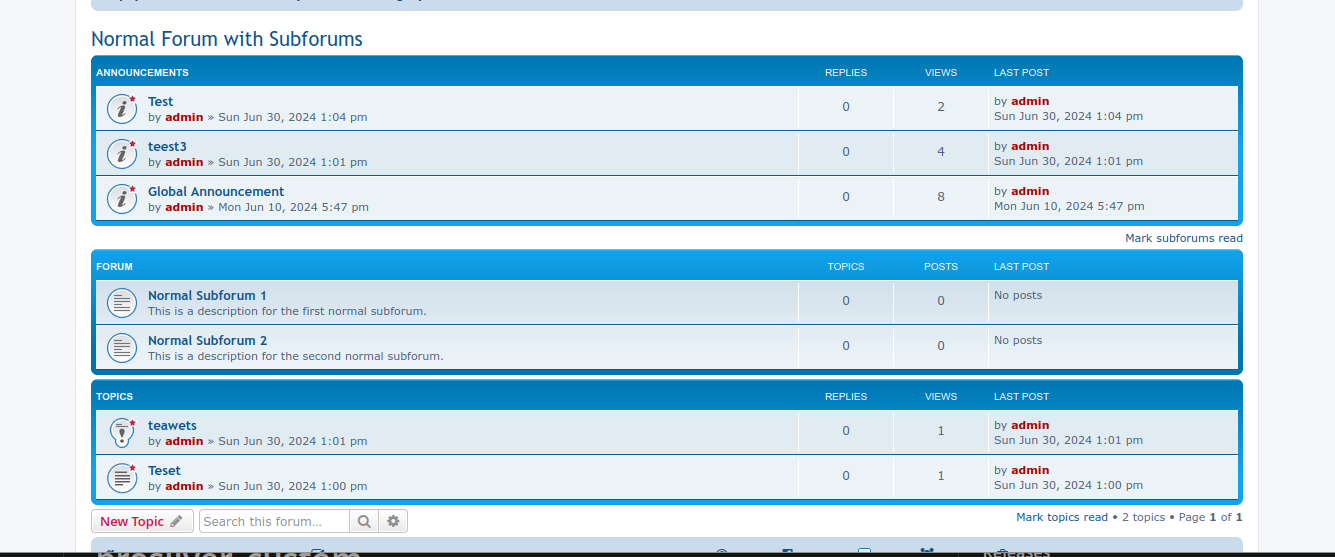 Normal Forum with Subforums
ANNOUNCEMENTS REPLIES VIEWS LAST POST
Test 0 2 by admin
by admin » Sun Jun 30, 2024 1:04 pm Sun Jun 30, 2024 1:04 pm
teest3 0 4 by admin
by admin » Sun Jun 30, 2024 1:01 pm Sun Jun 30, 2024 1:01 pm
Global Announcement 0 8 by admin
by admin » Mon Jun 10, 2024 5:47 pm Mon Jun 10, 2024 5:47 pm
Mark subforums read
FORUM TOPICS POSTS LAST POST
Normal Subforum 1 0 0 No posts
This is a description for the first normal subforum.
Normal Subforum 2 0 0 No posts
This is a description for the second normal subforum.
TOPICS REPLIES VIEWS LAST POST
teawets 0 1 by admin
by admin » Sun Jun 30, 2024 1:01 pm Sun Jun 30, 2024 1:01 pm
Teset 0 1 by admin
by admin » Sun Jun 30, 2024 1:00 pm Sun Jun 30, 2024 1:00 pm
New Topic Search this forum... Mark topics read • 2 topics • Page 1 of 1
prosilver_custom Releases